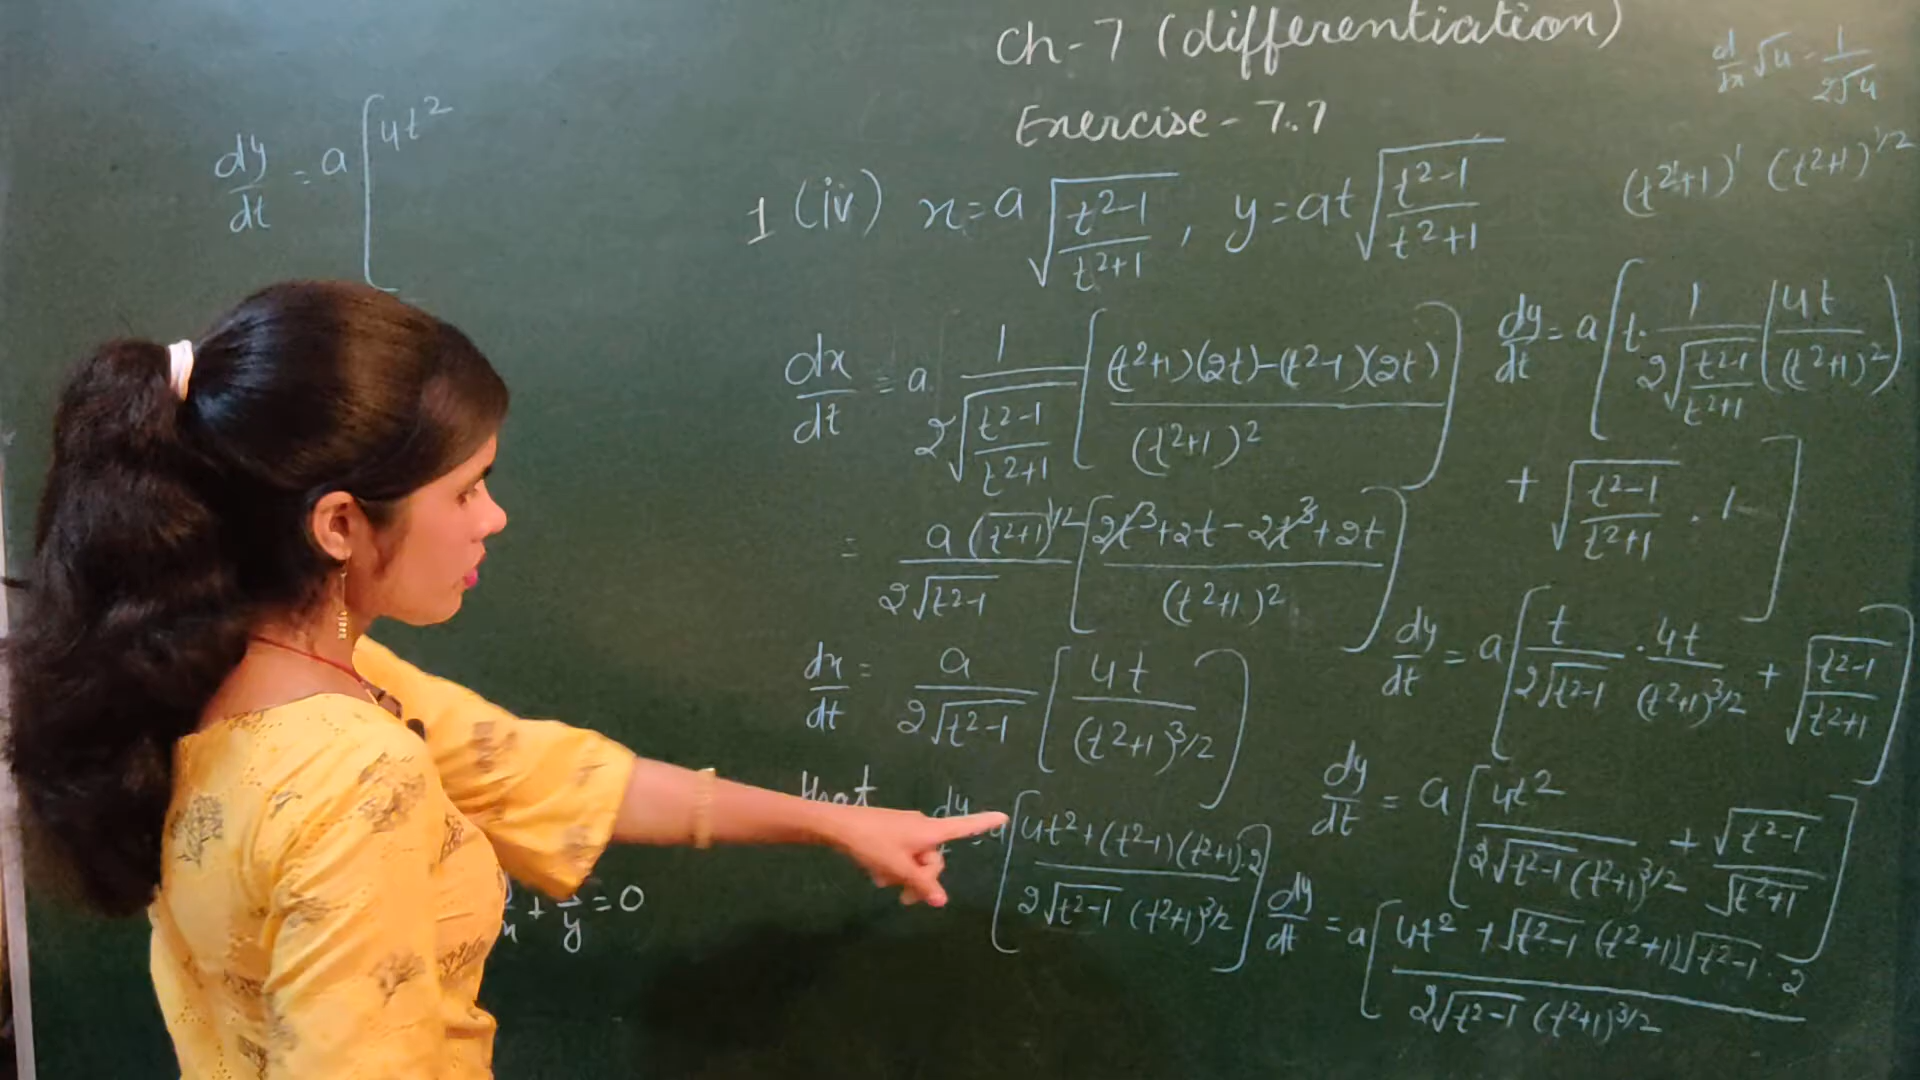 Ch-7 (differentiation)
Exercise - 7.7
d/dx √u = 1/2√u
(t²+1)¹ (t²+1)^1/2
1 (iv) x = a √(t²-1/t²+1), y = at √(t²-1/t²+1)
dx/dt = a 1/2√(t²-1/t²+1) [(t²+1)(2t)-(t²-1)(2t)/(t²+1)²]
= a(t²+1)^1/2/2√t²-1 [2t³+2t-2t³+2t/(t²+1)²]
dx/dt = a/2√t²-1 [4t/(t²+1)^3/2]
dy/dt = a [t. 1/2√(t²-1/t²+1) (4t/(t²+1)²)
+ √(t²-1/t²+1) . 1]
dy/dt = a [t/2√t²-1 . 4t/(t²+1)^3/2 + √(t²-1/t²+1)]
dy/dt = a [4t²/2√t²-1 (t²+1)^3/2 + √t²-1/√t²+1]
dy/dt = a [4t² + √t²-1 (t²+1)√t²-1 . 2/2√t²-1 (t²+1)^3/2
a [4t²+(t²-1)(t²+1).2/2√t²-1 (t²+1)^3/2]
dy/dt = a [4t²
that
+ /y = 0